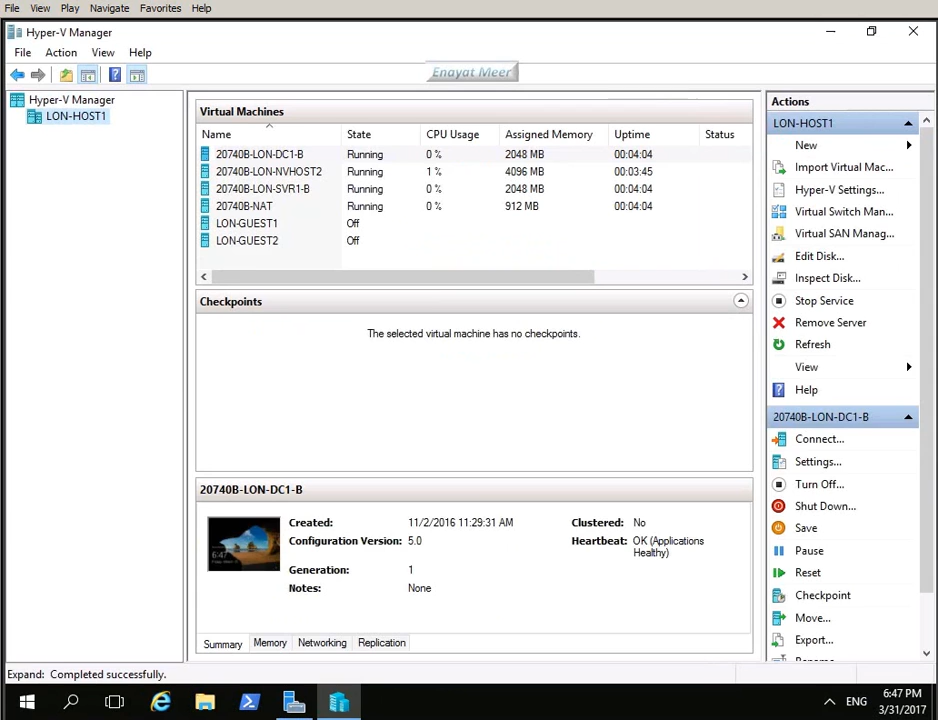 File View Play Navigate Favorites Help
Hyper-V Manager
File Action View Help
Enayat Meer
Hyper-V Manager
LON-HOST1
Virtual Machines
Name State CPU Usage Assigned Memory Uptime Status
20740B-LON-DC1-B Running 0 % 2048 MB 00:04:04
20740B-LON-NVHOST2 Running 1 % 4096 MB 00:03:45
20740B-LON-SVR1-B Running 0 % 2048 MB 00:04:04
20740B-NAT Running 0 % 912 MB 00:04:04
LON-GUEST1 Off
LON-GUEST2 Off
Checkpoints
The selected virtual machine has no checkpoints.
20740B-LON-DC1-B
6:47
Created: 11/2/2016 11:29:31 AM Clustered: No
Configuration Version: 5.0 Heartbeat: OK (Applications
Healthy)
Generation: 1
Notes: None
Summary Memory Networking Replication
Actions
LON-HOST1
New
Import Virtual Mac...
Hyper-V Settings...
Virtual Switch Man...
Virtual SAN Manag...
Edit Disk...
Inspect Disk...
Stop Service
Remove Server
Refresh
View
Help
20740B-LON-DC1-B
Connect...
Settings...
Turn Off...
Shut Down...
Save
Pause
Reset
Checkpoint
Move...
Export...
Expand: Completed successfully.
ENG
6:47 PM
3/31/2017